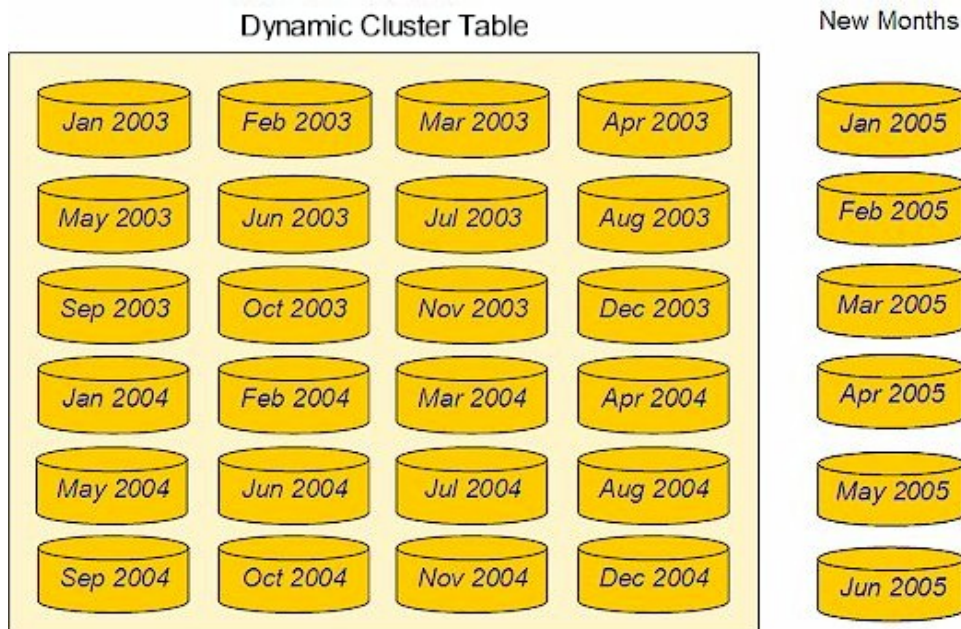 Dynamic Cluster Table
New Months
Jan 2003
Feb 2003
Mar 2003
Apr 2003
Jan 2005
May 2003
Jun 2003
Jul 2003
Aug 2003
Feb 2005
Sep 2003
Oct 2003
Nov 2003
Dec 2003
Mar 2005
Jan 2004
Feb 2004
Mar 2004
Apr 2004
Apr 2005
May 2004
Jun 2004
Jul 2004
Aug 2004
May 2005
Sep 2004
Oct 2004
Nov 2004
Dec 2004
Jun 2005